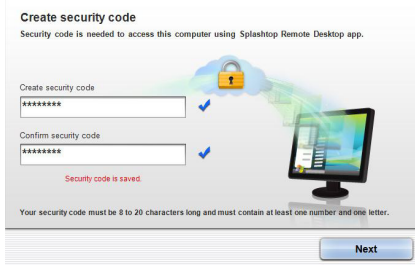 Create security code
Security code is needed to access this computer using Splashtop Remote Desktop app.
Create security code
********
Confirm security code
********
Security code is saved.
Your security code must be 8 to 20 characters long and must contain at least one number and one letter.
Next